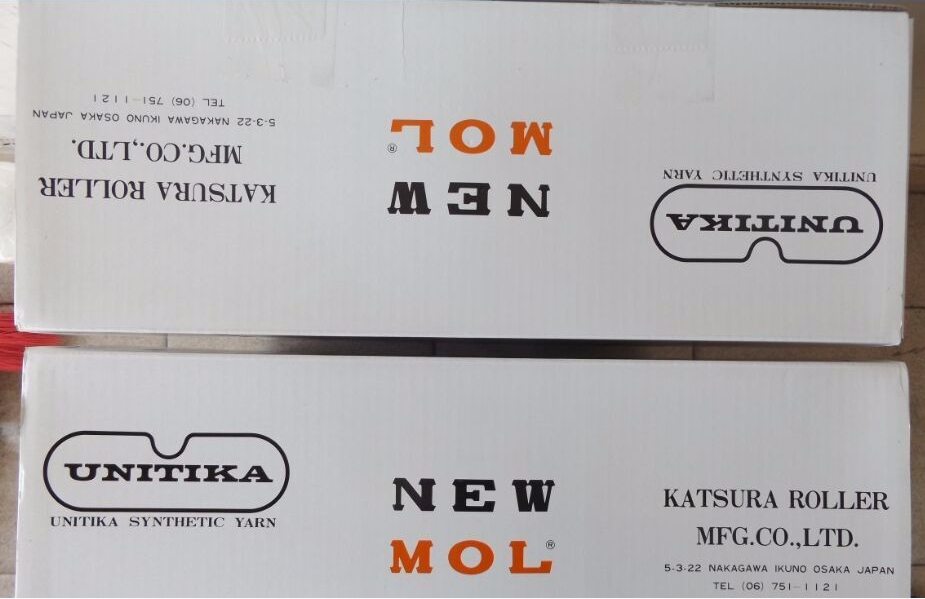 UNITIKA
UNITIKA SYNTHETIC YARN
NEW
MOL®
KATSURA ROLLER
MFG.CO.,LTD.
5-3-22 NAKAGAWA IKUNO OSAKA JAPAN
TEL (06) 751-1121
UNITIKA
UNITIKA SYNTHETIC YARN
NEW
MOL®
KATSURA ROLLER
MFG.CO.,LTD.
5-3-22 NAKAGAWA IKUNO OSAKA JAPAN
TEL (06) 751-1121